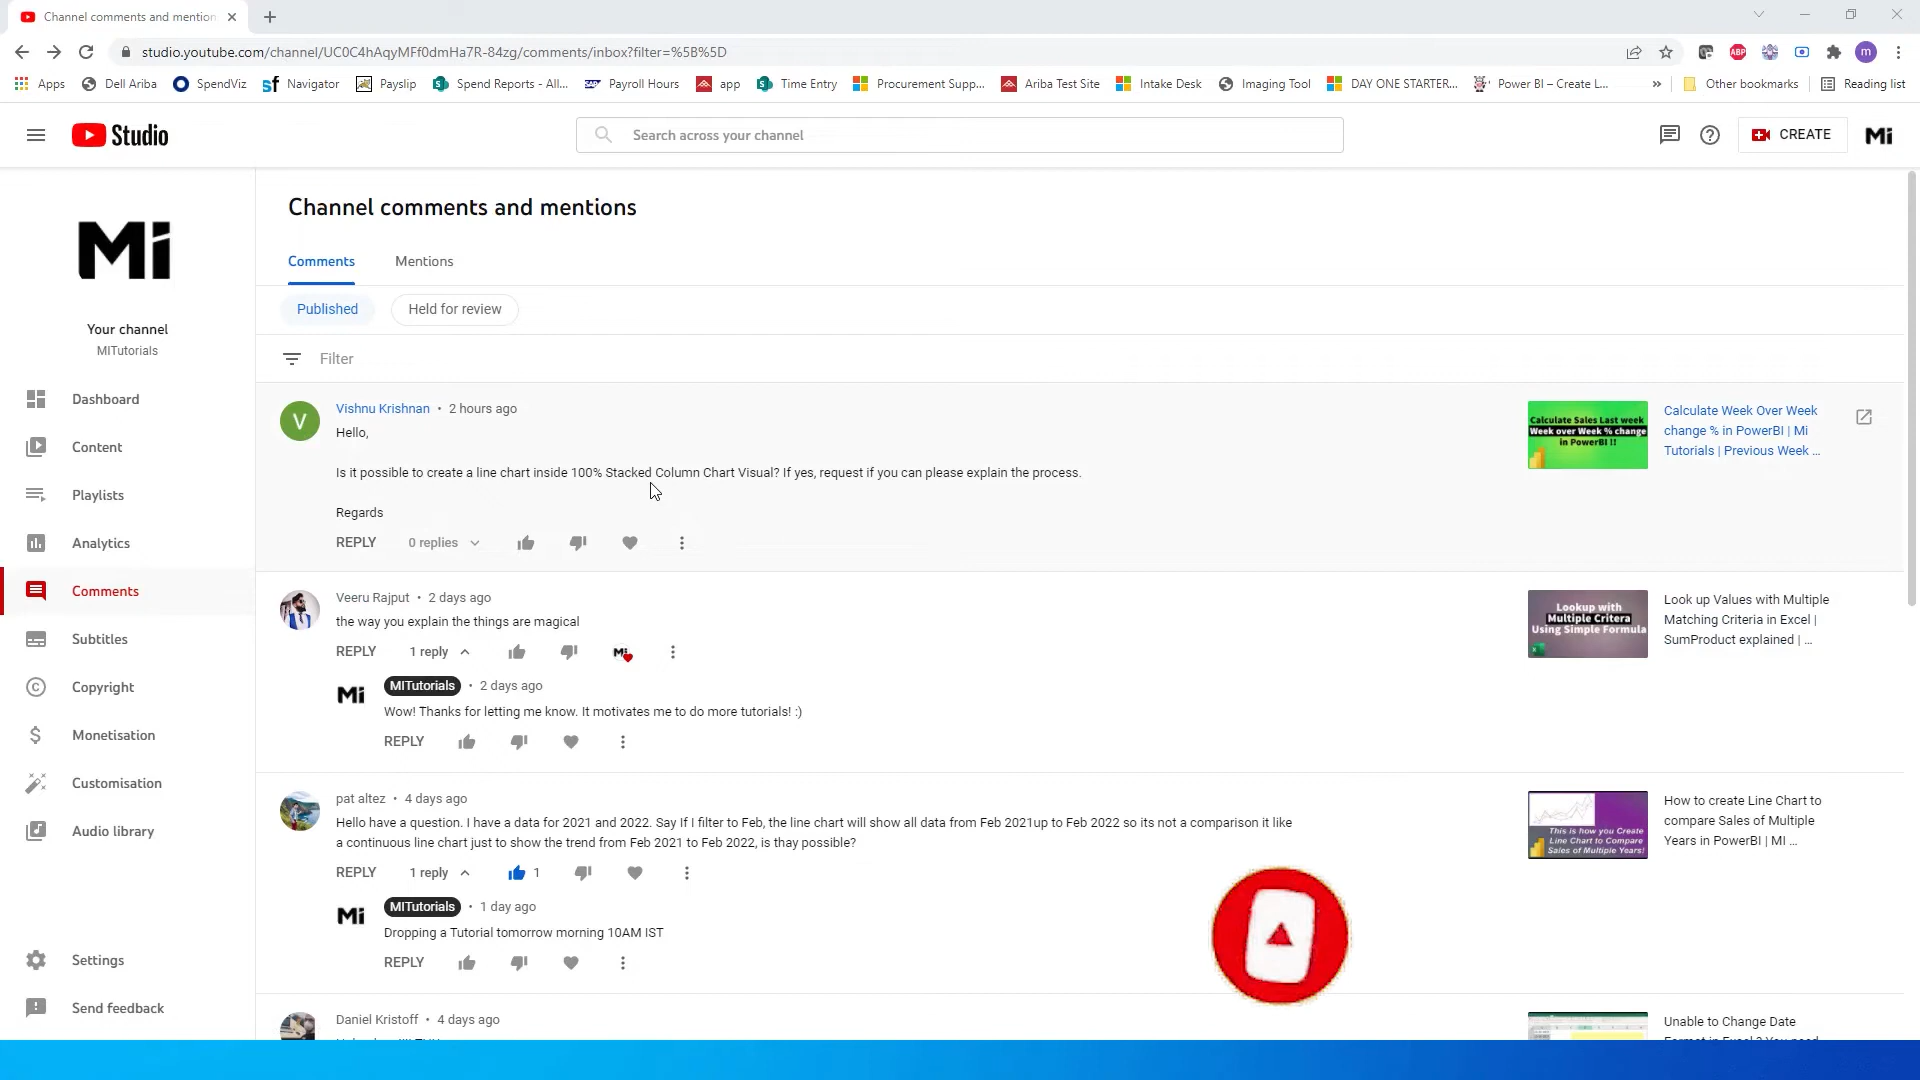 Channel comments and mention
studio.youtube.com/channel/UC0C4hAqyMFf0dmHa7R-84zg/comments/inbox?filter=%5B%5D
ABP
m
Apps
Dell Ariba
SpendViz
sf Navigator
Payslip
Spend Reports - All...
Payroll Hours
app
Time Entry
Procurement Supp...
Ariba Test Site
Intake Desk
Imaging Tool
DAY ONE STARTER...
Power BI – Create L...
»
Other bookmarks
Reading list
Studio
Search across your channel
CREATE
Mi
Mi
Your channel
MITutorials
Dashboard
Content
Playlists
Analytics
Comments
Subtitles
Copyright
Monetisation
Customisation
Audio library
Settings
Send feedback
Channel comments and mentions
Comments
Mentions
Published
Held for review
Filter
V
Vishnu Krishnan • 2 hours ago
Hello,
Is it possible to create a line chart inside 100% Stacked Column Chart Visual? If yes, request if you can please explain the process.
Regards
REPLY
0 replies
Calculate Sales Last week
Week over Week % change
in PowerBI !!
Calculate Week Over Week
change % in PowerBI | Mi
Tutorials | Previous Week ...
Veeru Rajput • 2 days ago
the way you explain the things are magical
REPLY
1 reply
Mi
Mi
MITutorials • 2 days ago
Wow! Thanks for letting me know. It motivates me to do more tutorials! :)
REPLY
Lookup with
Multiple Critera
Using Simple Formula
Look up Values with Multiple
Matching Criteria in Excel |
SumProduct explained | ...
pat altez • 4 days ago
Hello have a question. I have a data for 2021 and 2022. Say If I filter to Feb, the line chart will show all data from Feb 2021up to Feb 2022 so its not a comparison it like
a continuous line chart just to show the trend from Feb 2021 to Feb 2022, is thay possible?
REPLY
1 reply
1
Mi
MITutorials • 1 day ago
Dropping a Tutorial tomorrow morning 10AM IST
REPLY
This is how you Create
Line Chart to Compare
Sales of Multiple Years!
How to create Line Chart to
compare Sales of Multiple
Years in PowerBI | MI ...
Daniel Kristoff • 4 days ago
Unable to Change Date